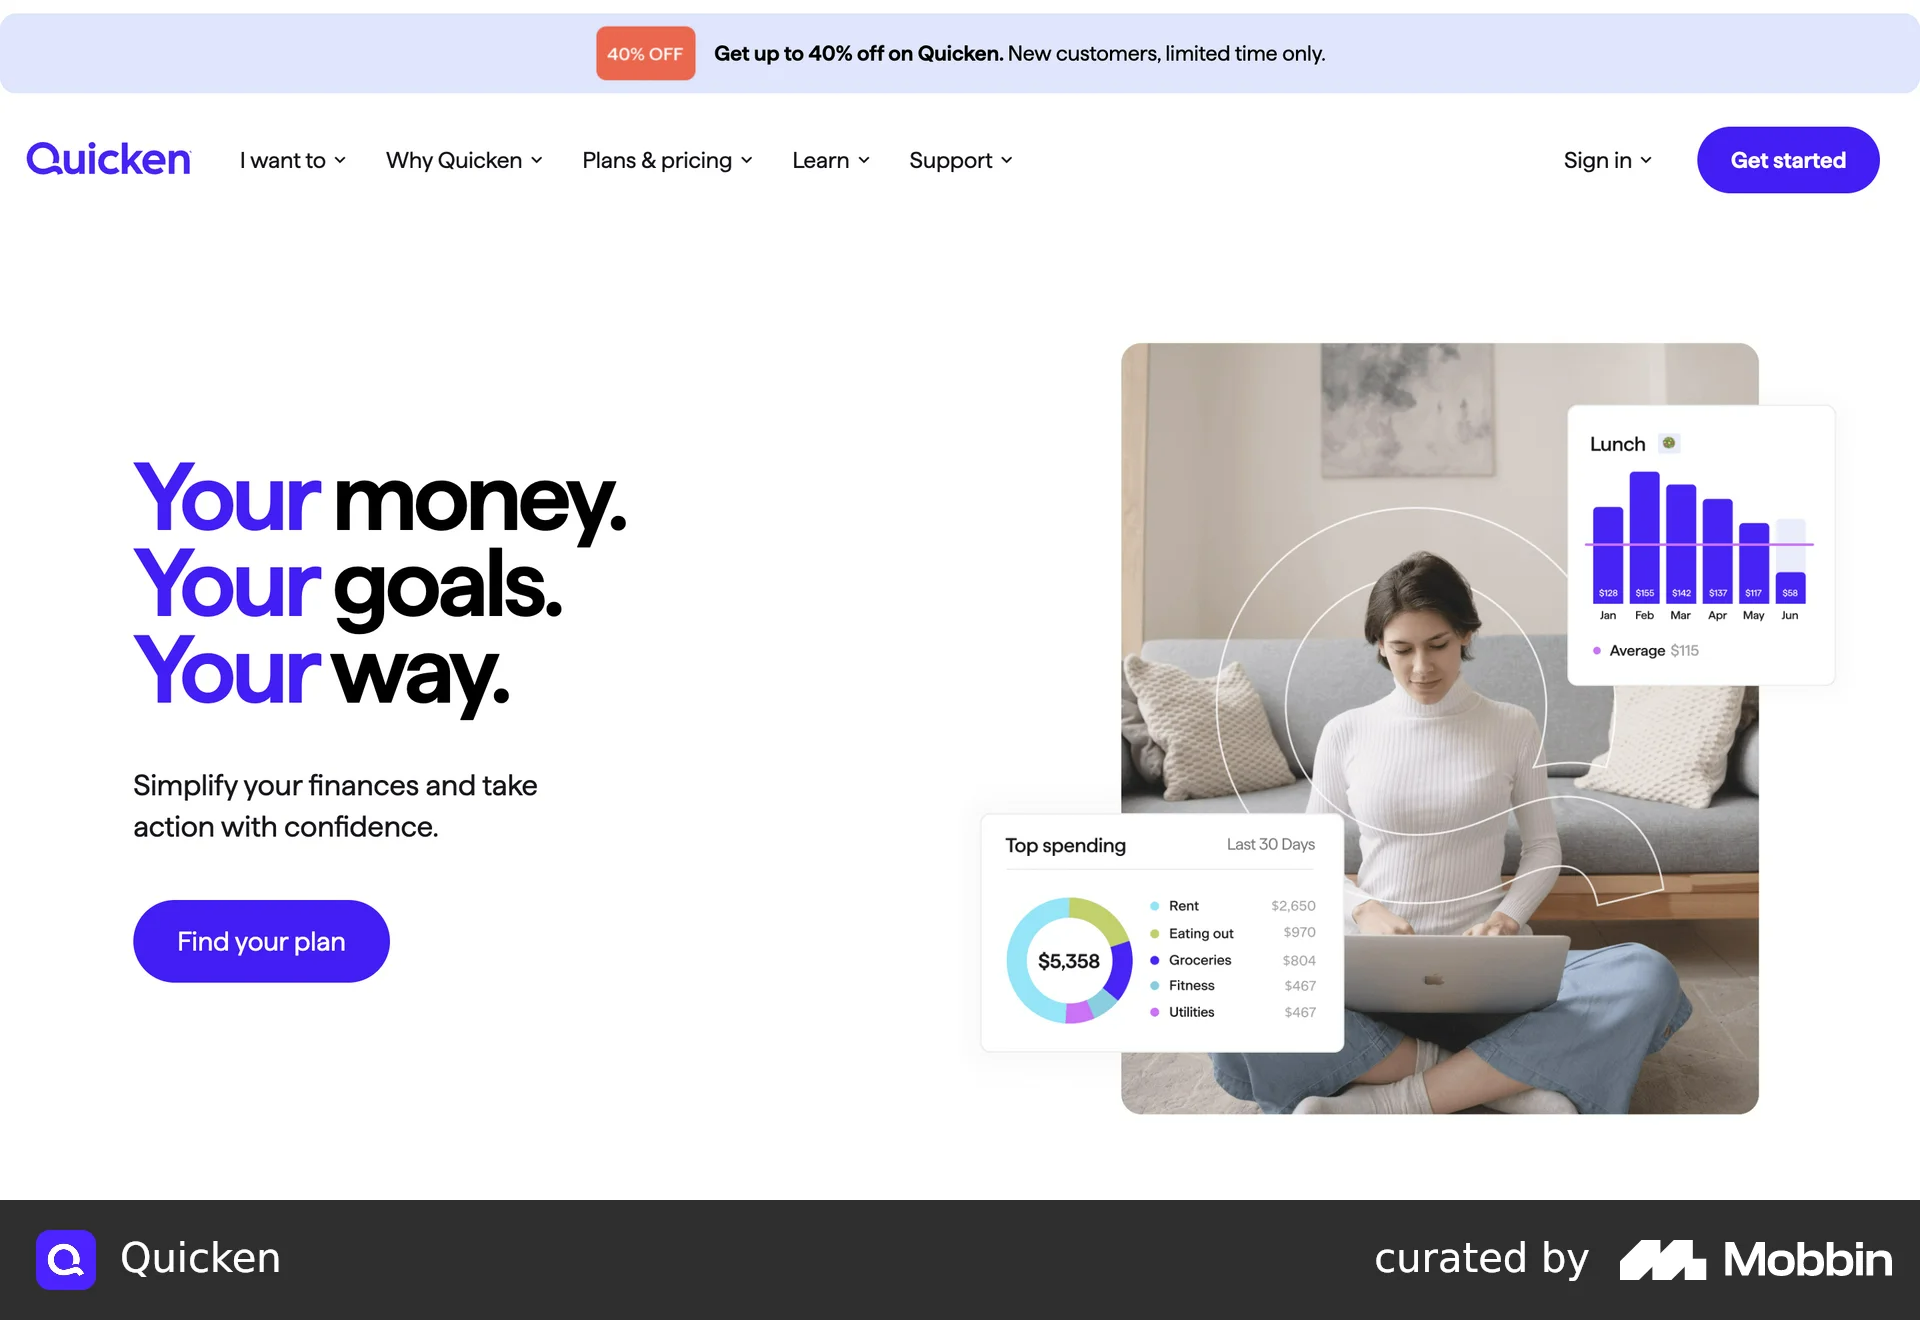 40% OFF Get up to 40% off on Quicken. New customers, limited time only.
Quicken I want to Why Quicken Plans & pricing Learn Support Sign in Get started
Your money.
Your goals.
Your way.
Simplify your finances and take
action with confidence.
Find your plan
Lunch
$128 $155 $142 $137 $117 $58
Jan Feb Mar Apr May Jun
Average $115
Top spending Last 30 Days
$5,358
Rent $2,650
Eating out $970
Groceries $804
Fitness $467
Utilities $467
Quicken curated by Mobbin